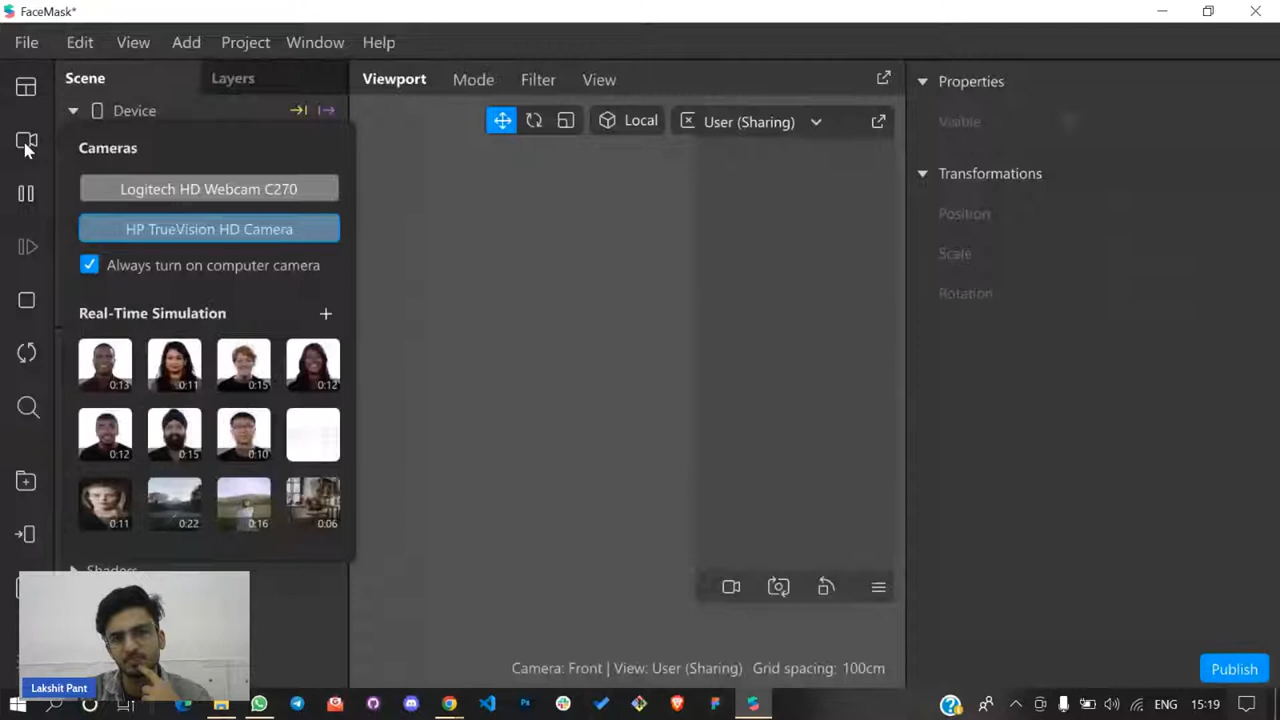 FaceMask*
File Edit View Add Project Window Help
Scene Layers
Viewport Mode Filter View
Properties
Device
Local
User (Sharing)
Visible
Cameras
Logitech HD Webcam C270
Transformations
HP TrueVision HD Camera
Position
Always turn on computer camera
Scale
Rotation
Real-Time Simulation
0:13 0:11 0:15 0:12
0:12 0:15 0:10
0:11 0:22 0:16 0:06
Shaders
Camera: Front | View: User (Sharing) Grid spacing: 100cm
Publish
Lakshit Pant
ENG 15:19